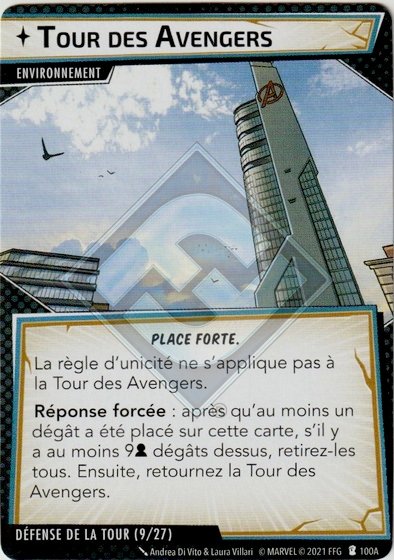 TOUR DES AVENGERS
ENVIRONNEMENT
PLACE FORTE.
La règle d'unicité ne s'applique pas à
la Tour des Avengers.
Réponse forcée : après qu'au moins un
dégât a été placé sur cette carte, s'il y
a au moins 9 dégâts dessus, retirez-les
tous. Ensuite, retournez la Tour des
Avengers.
DÉFENSE DE LA TOUR (9/27)
Andrea Di Vito & Laura Villari © MARVEL © 2021 FFG 100A